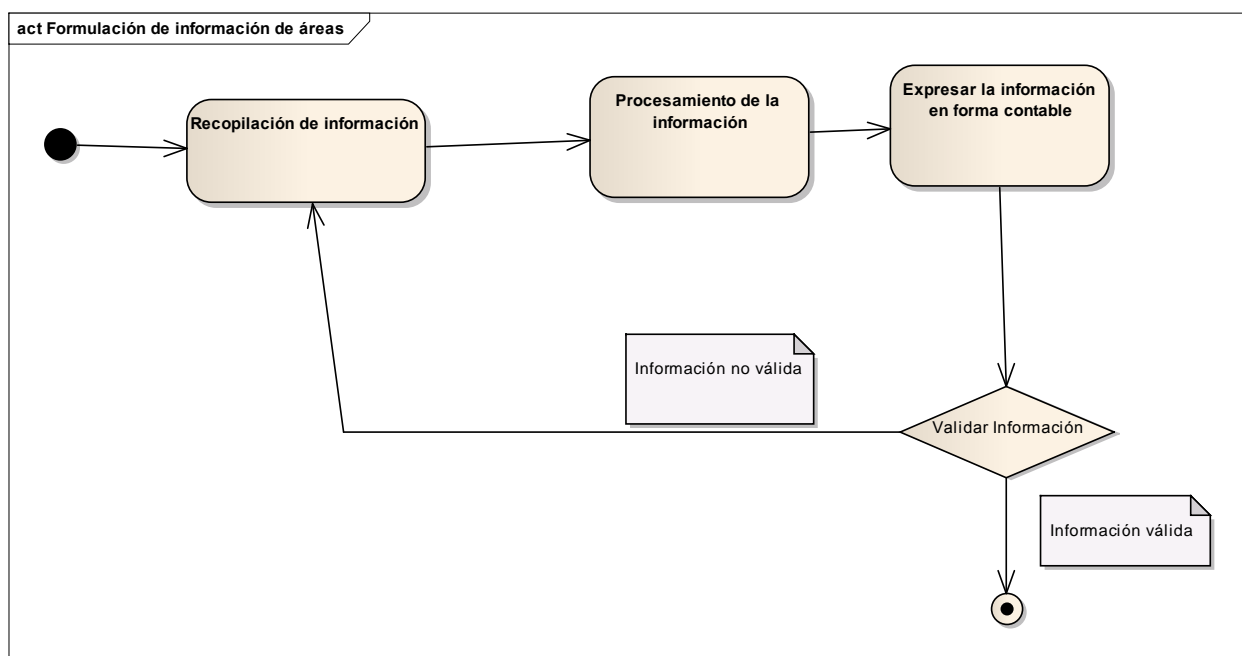 act Formulación de información de áreas
Recopilación de información
Procesamiento de la
información
Expresar la información
en forma contable
Información no válida
Validar Información
Información válida